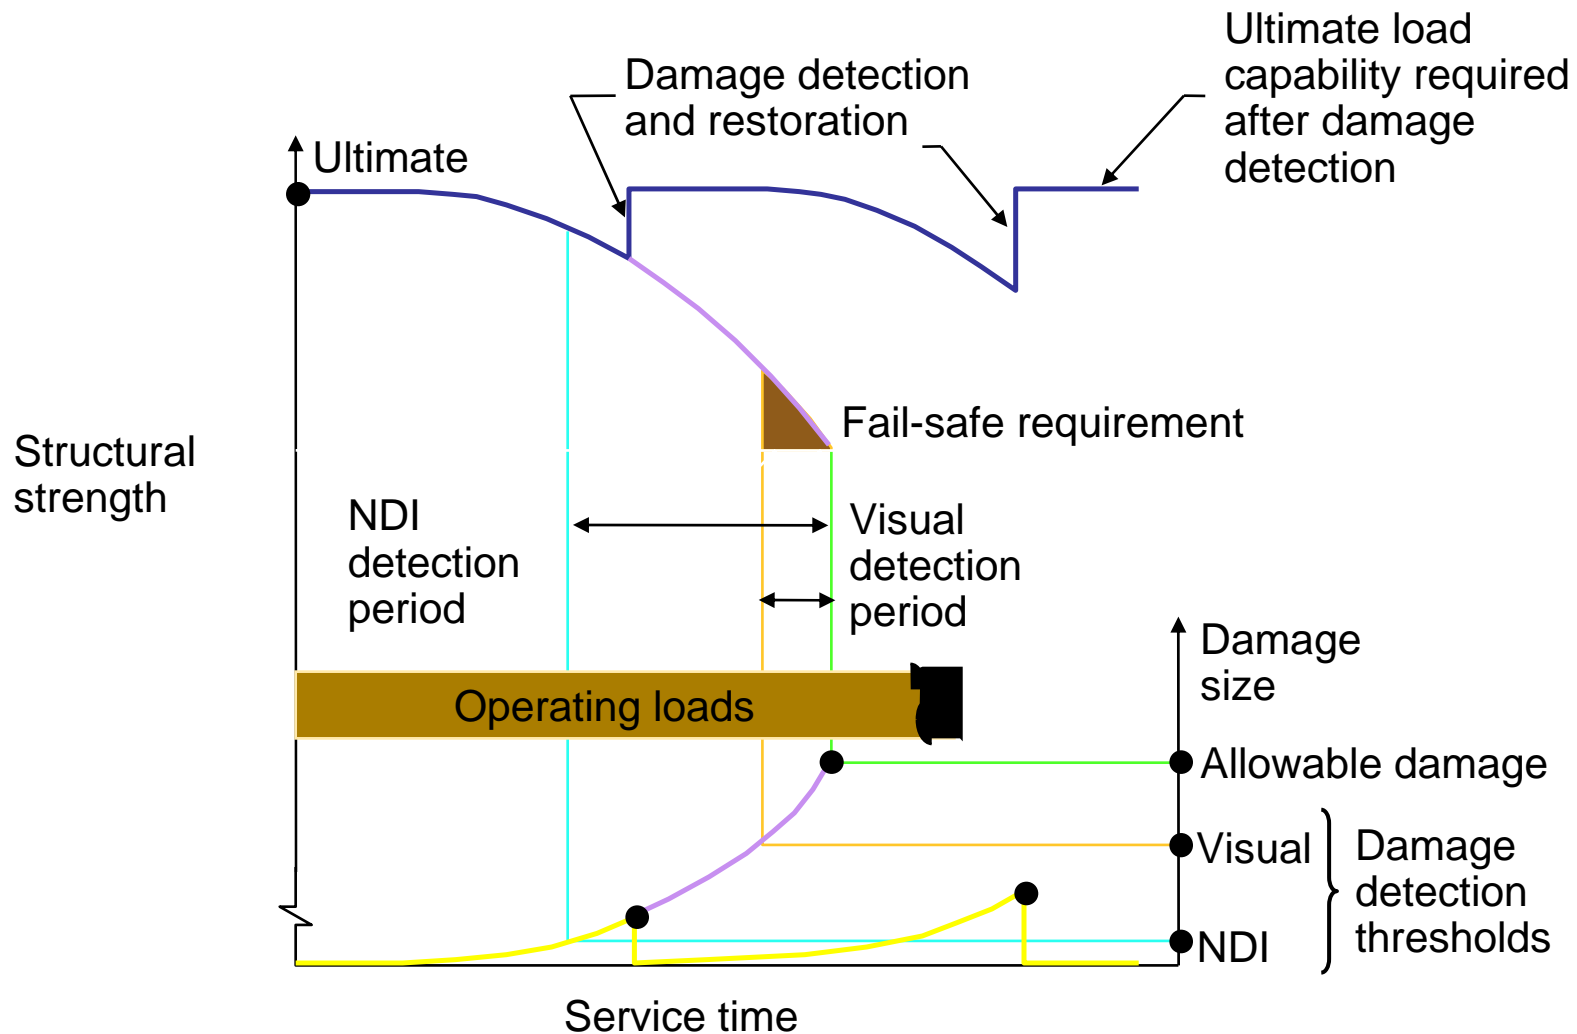 Ultimate load
capability required
after damage
detection
Damage detection
and restoration
Ultimate
Fail-safe requirement
Structural
strength
NDI
detection
period
Visual
detection
period
Damage
size
Operating loads
Allowable damage
Visual
NDI
Damage
detection
thresholds
Service time